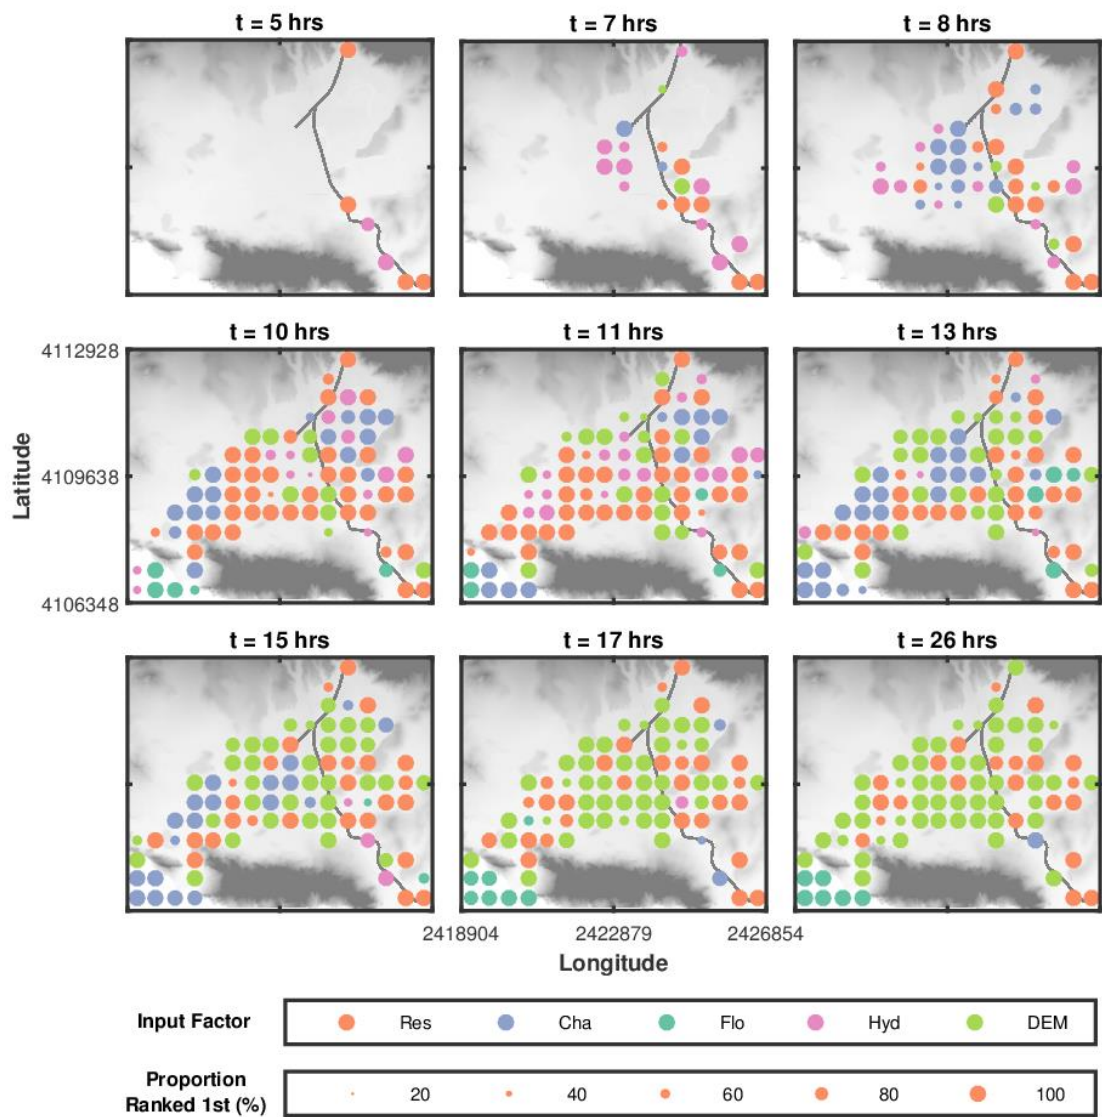 t = 5 hrs
t = 7 hrs
t = 8 hrs
t = 10 hrs
t = 11 hrs
t = 13 hrs
4112928
4109638
4106348
Latitude
t = 15 hrs
t = 17 hrs
t = 26 hrs
2418904
2422879
2426854
Longitude
Input Factor
Res
Cha
Flo
Hyd
DEM
Proportion
Ranked 1st (%)
20
40
60
80
100